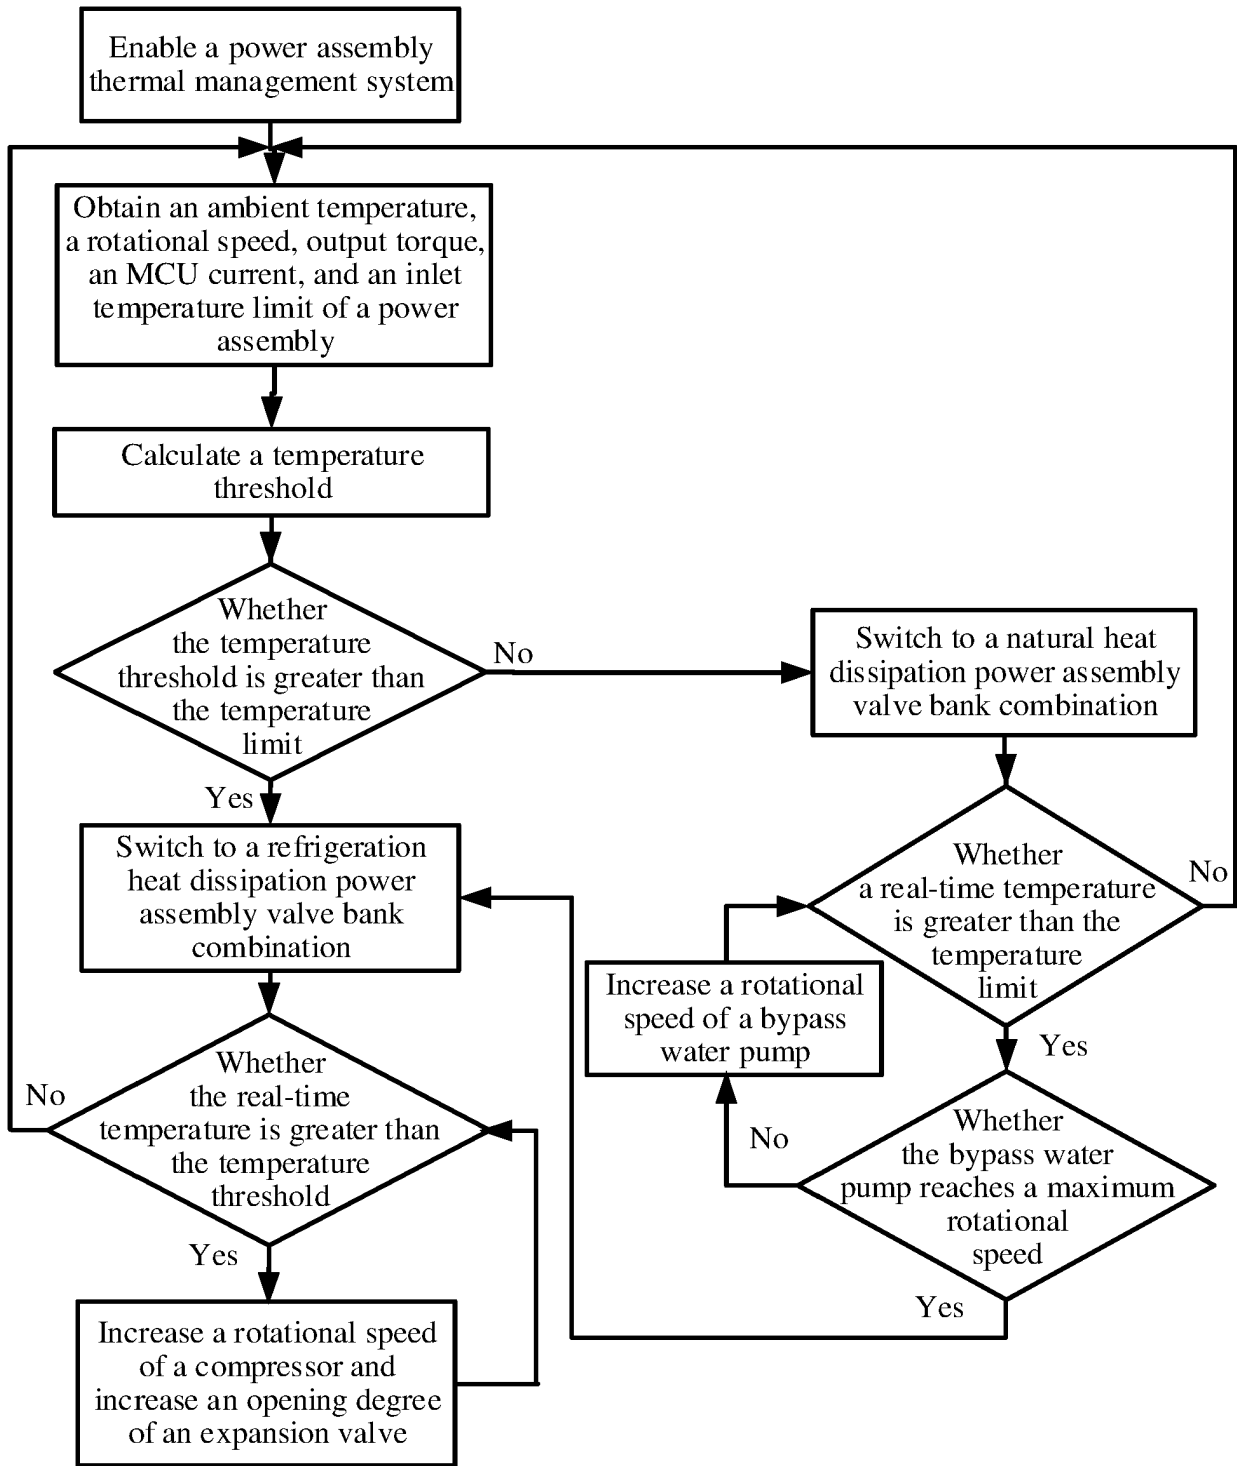 Enable a power assembly
thermal management system
Obtain an ambient temperature,
a rotational speed, output torque,
an MCU current, and an inlet
temperature limit of a power
assembly
Calculate a temperature
threshold
Whether
the temperature
threshold is greater than
the temperature
limit
No
Yes
Switch to a natural heat
dissipation power assembly
valve bank combination
Switch to a refrigeration
heat dissipation power
assembly valve bank
combination
Whether
a real-time temperature
is greater than the
temperature
limit
No
Yes
Increase a rotational
speed of a bypass
water pump
Whether
the real-time
temperature is greater than
the temperature
threshold
No
Yes
Whether
the bypass water
pump reaches a maximum
rotational
speed
No
Yes
Increase a rotational speed
of a compressor and
increase an opening degree
of an expansion valve